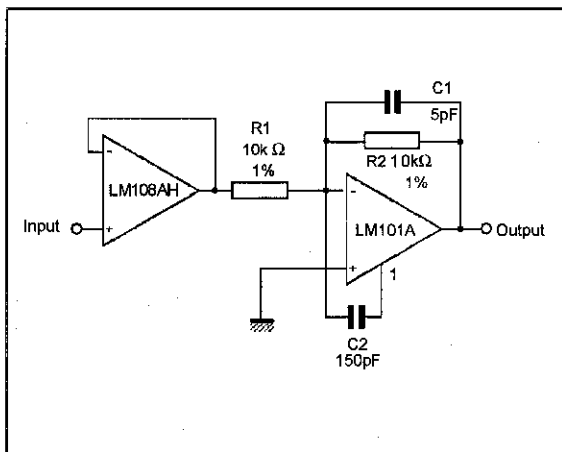 C1
5pF
R1
10k Ω
1%
R2 10kΩ
1%
-
LM108AH
+
Input
-
LM101A
+
Output
1
C2
150pF